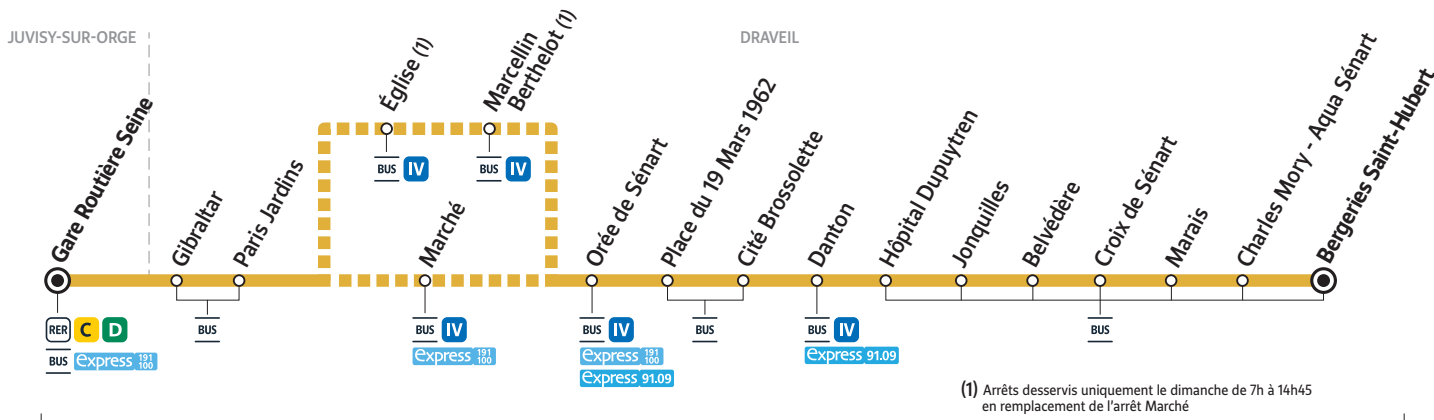 JUVISY-SUR-ORGE
DRAVEIL
Gare Routière Seine
Gibraltar
Paris Jardins
Église (1)
Marcellin
Berthelot (1)
Marché
Orée de Sénart
Place du 19 Mars 1962
Cité Brossolette
Danton
Hôpital Dupuytren
Jonquilles
Belvédère
Croix de Sénart
Marais
Charles Mory - Aqua Sénart
Bergeries Saint-Hubert
BUS IV
BUS IV
RER C D
BUS express 191 100
BUS
BUS IV
express 191 100
BUS IV
express 191 100
express 91.09
BUS
BUS IV
express 91.09
BUS
(1) Arrêts desservis uniquement le dimanche de 7h à 14h45
en remplacement de l'arrêt Marché